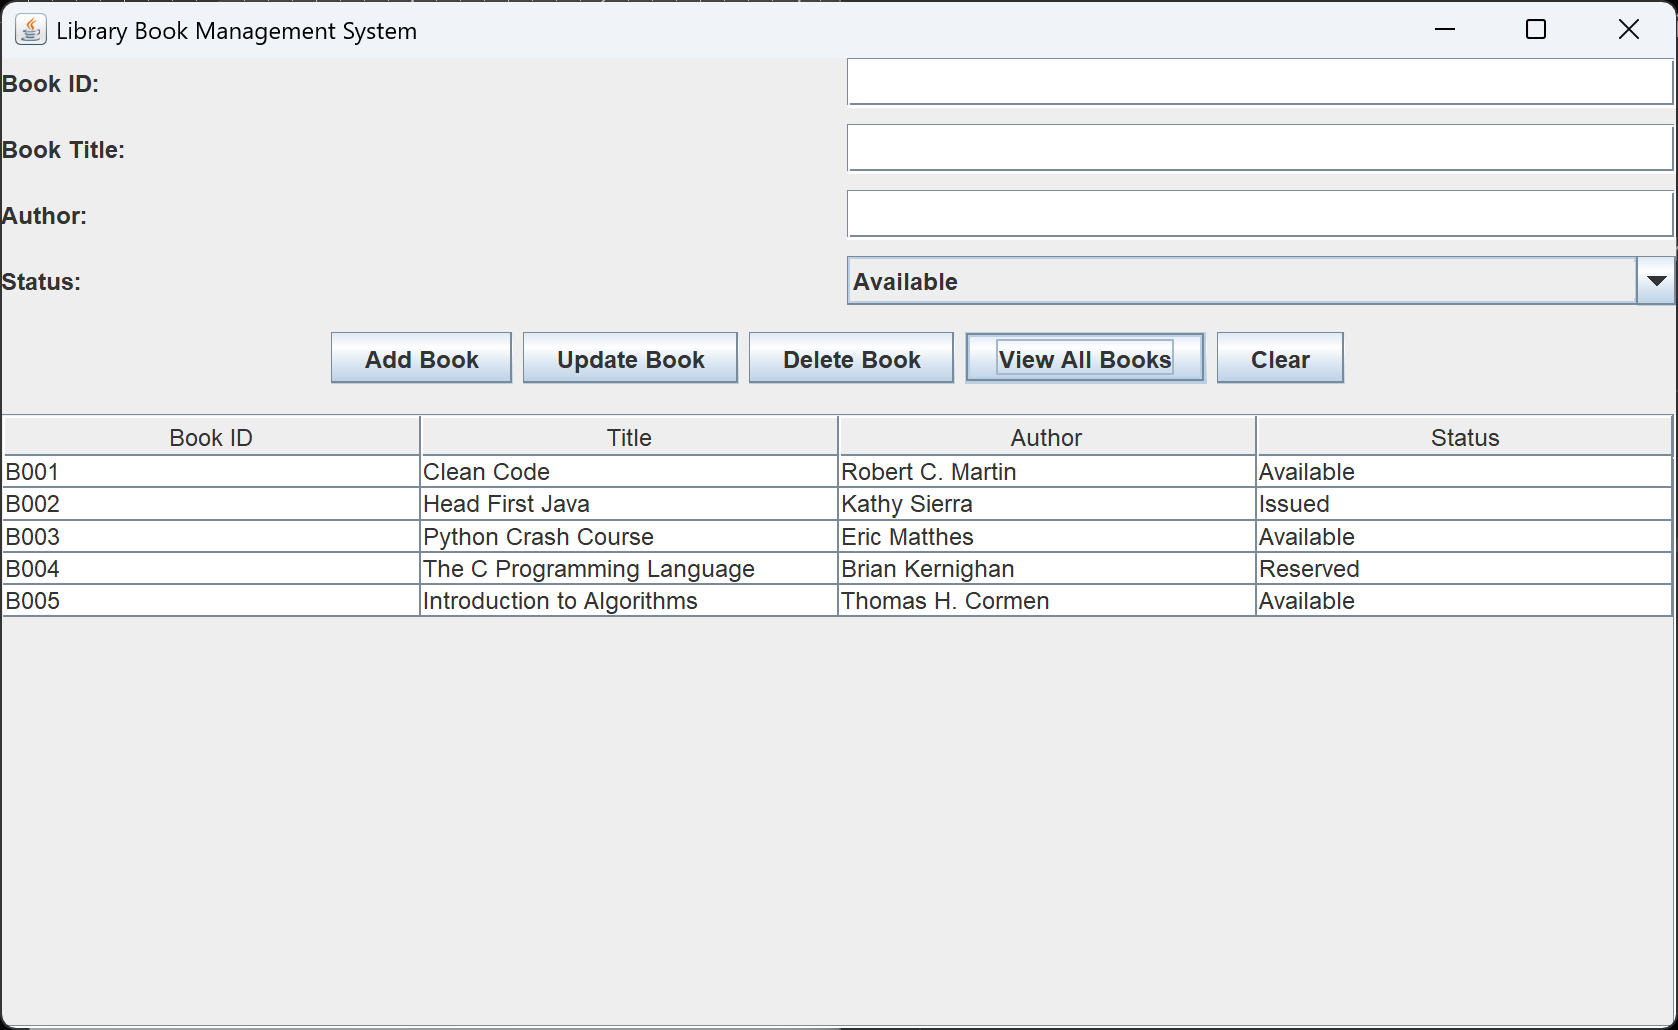 Library Book Management System
Book ID:
Book Title:
Author:
Status: Available
Add Book Update Book Delete Book View All Books Clear
Book ID Title Author Status
B001 Clean Code Robert C. Martin Available
B002 Head First Java Kathy Sierra Issued
B003 Python Crash Course Eric Matthes Available
B004 The C Programming Language Brian Kernighan Reserved
B005 Introduction to Algorithms Thomas H. Cormen Available